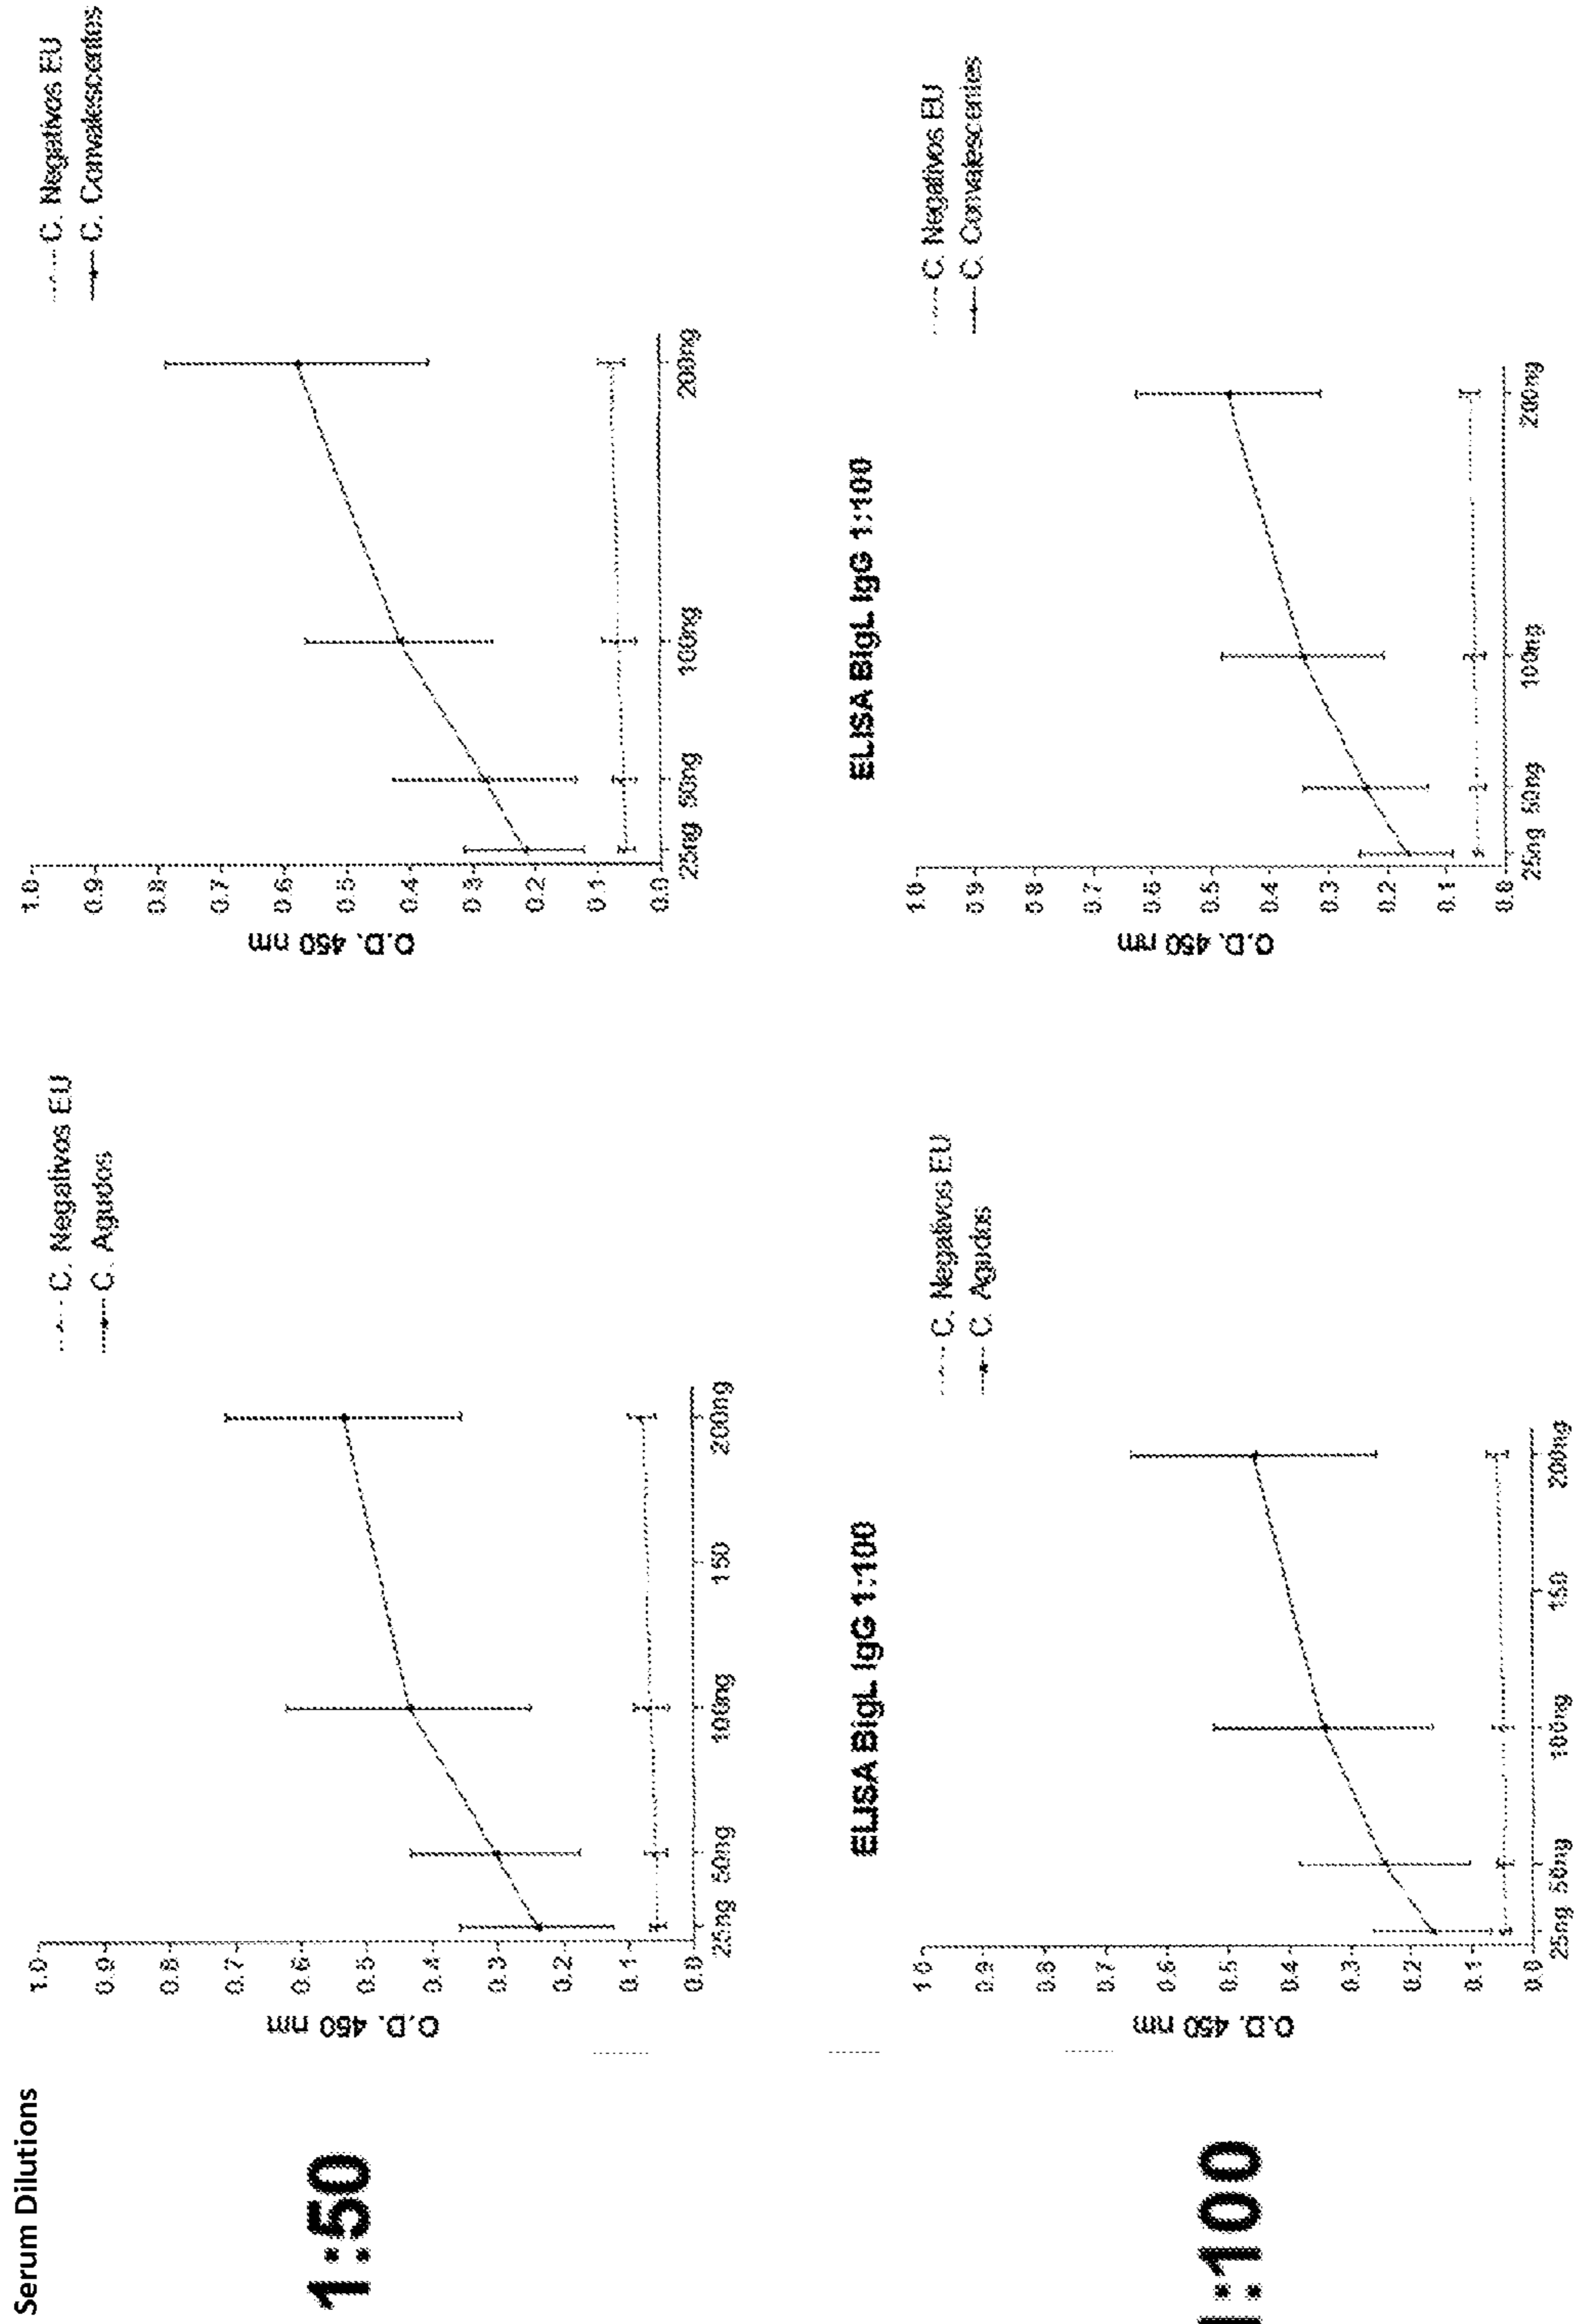 Serum Dilutions
1:50
O.D. 450 nm
1.0
0.9
0.8
0.7
0.6
0.5
0.4
0.3
0.2
0.1
0.0
25ng 50ng 100ng 150 200ng
C. Negativos EU
C. Agudos
O.D. 450 nm
1.0
0.9
0.8
0.7
0.6
0.5
0.4
0.3
0.2
0.1
0.0
25ng 50ng 100ng 200ng
C. Negativos EU
C. Convalescentes
1:100
ELISA BigL IgG 1:100
O.D. 450 nm
1.0
0.9
0.8
0.7
0.6
0.5
0.4
0.3
0.2
0.1
0.0
25ng 50ng 100ng 150 200ng
C. Negativos EU
C. Agudos
ELISA BigL IgG 1:100
O.D. 450 nm
1.0
0.9
0.8
0.7
0.6
0.5
0.4
0.3
0.2
0.1
0.0
25ng 50ng 100ng 200ng
C. Negativos EU
C. Convalescentes